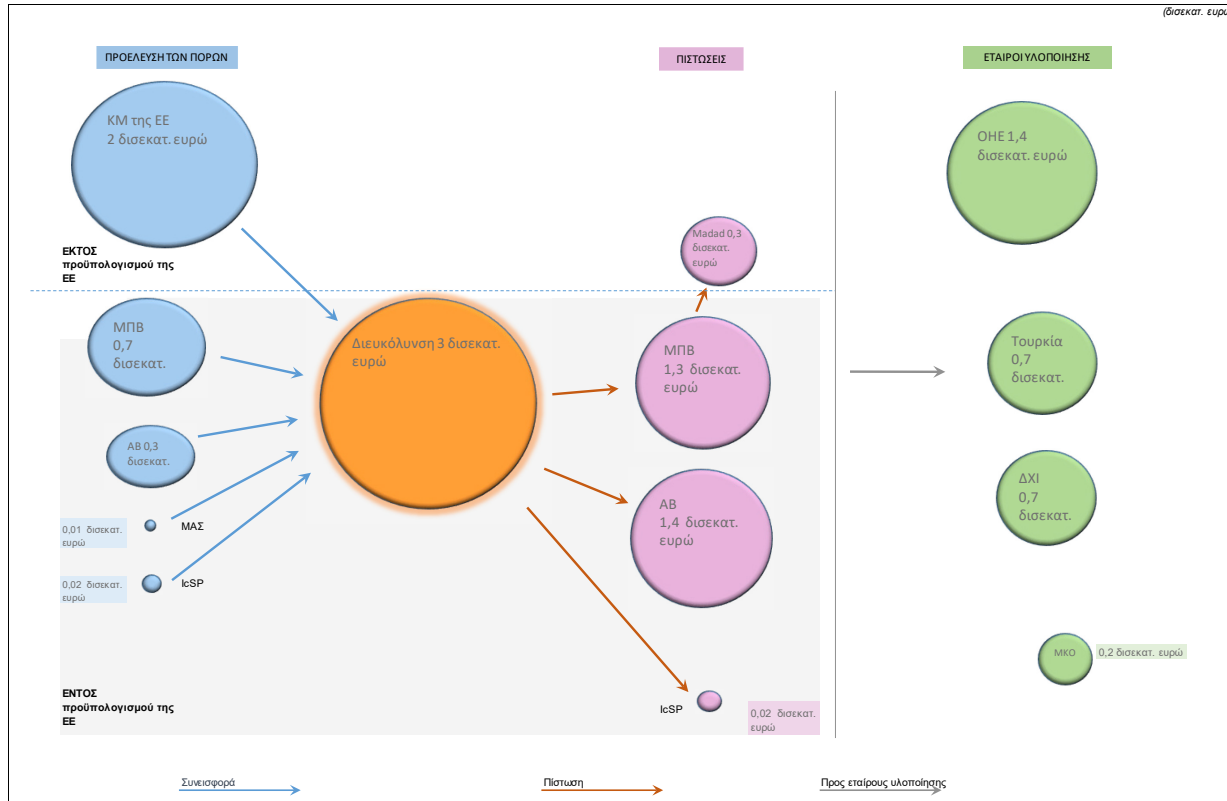 (δισεκατ. ευρώ
ΠΡΟΕΛΕΥΣΗ ΤΩΝ ΠΟΡΩΝ
ΠΙΣΤΩΣΕΙΣ
ΕΤΑΙΡΟΙ ΥΛΟΠΟΙΗΣΗΣ
ΚΜ της ΕΕ
2 δισεκατ. ευρώ
ΟΗΕ 1,4
δισεκατ. ευρώ
Madad 0,3
δισεκατ.
ευρώ
ΕΚΤΟΣ
προϋπολογισμού της
ΕΕ
ΜΠΒ
0,7
δισεκατ.
Διευκόλυνση 3 δισεκατ.
ευρώ
ΜΠΒ
1,3 δισεκατ.
ευρώ
Τουρκία
0,7
δισεκατ.
ΑΒ 0,3
δισεκατ.
ΑΒ
1,4 δισεκατ.
ευρώ
ΔΧΙ
0,7
δισεκατ.
0,01 δισεκατ.
ευρώ
ΜΑΣ
0,02 δισεκατ.
ευρώ
IcSP
ΜΚΟ
0,2 δισεκατ. ευρώ
ΕΝΤΟΣ
προϋπολογισμού της
ΕΕ
IcSP
0,02 δισεκατ.
ευρώ
Συνεισφορά
Πίστωση
Προς εταίρους υλοποίησης